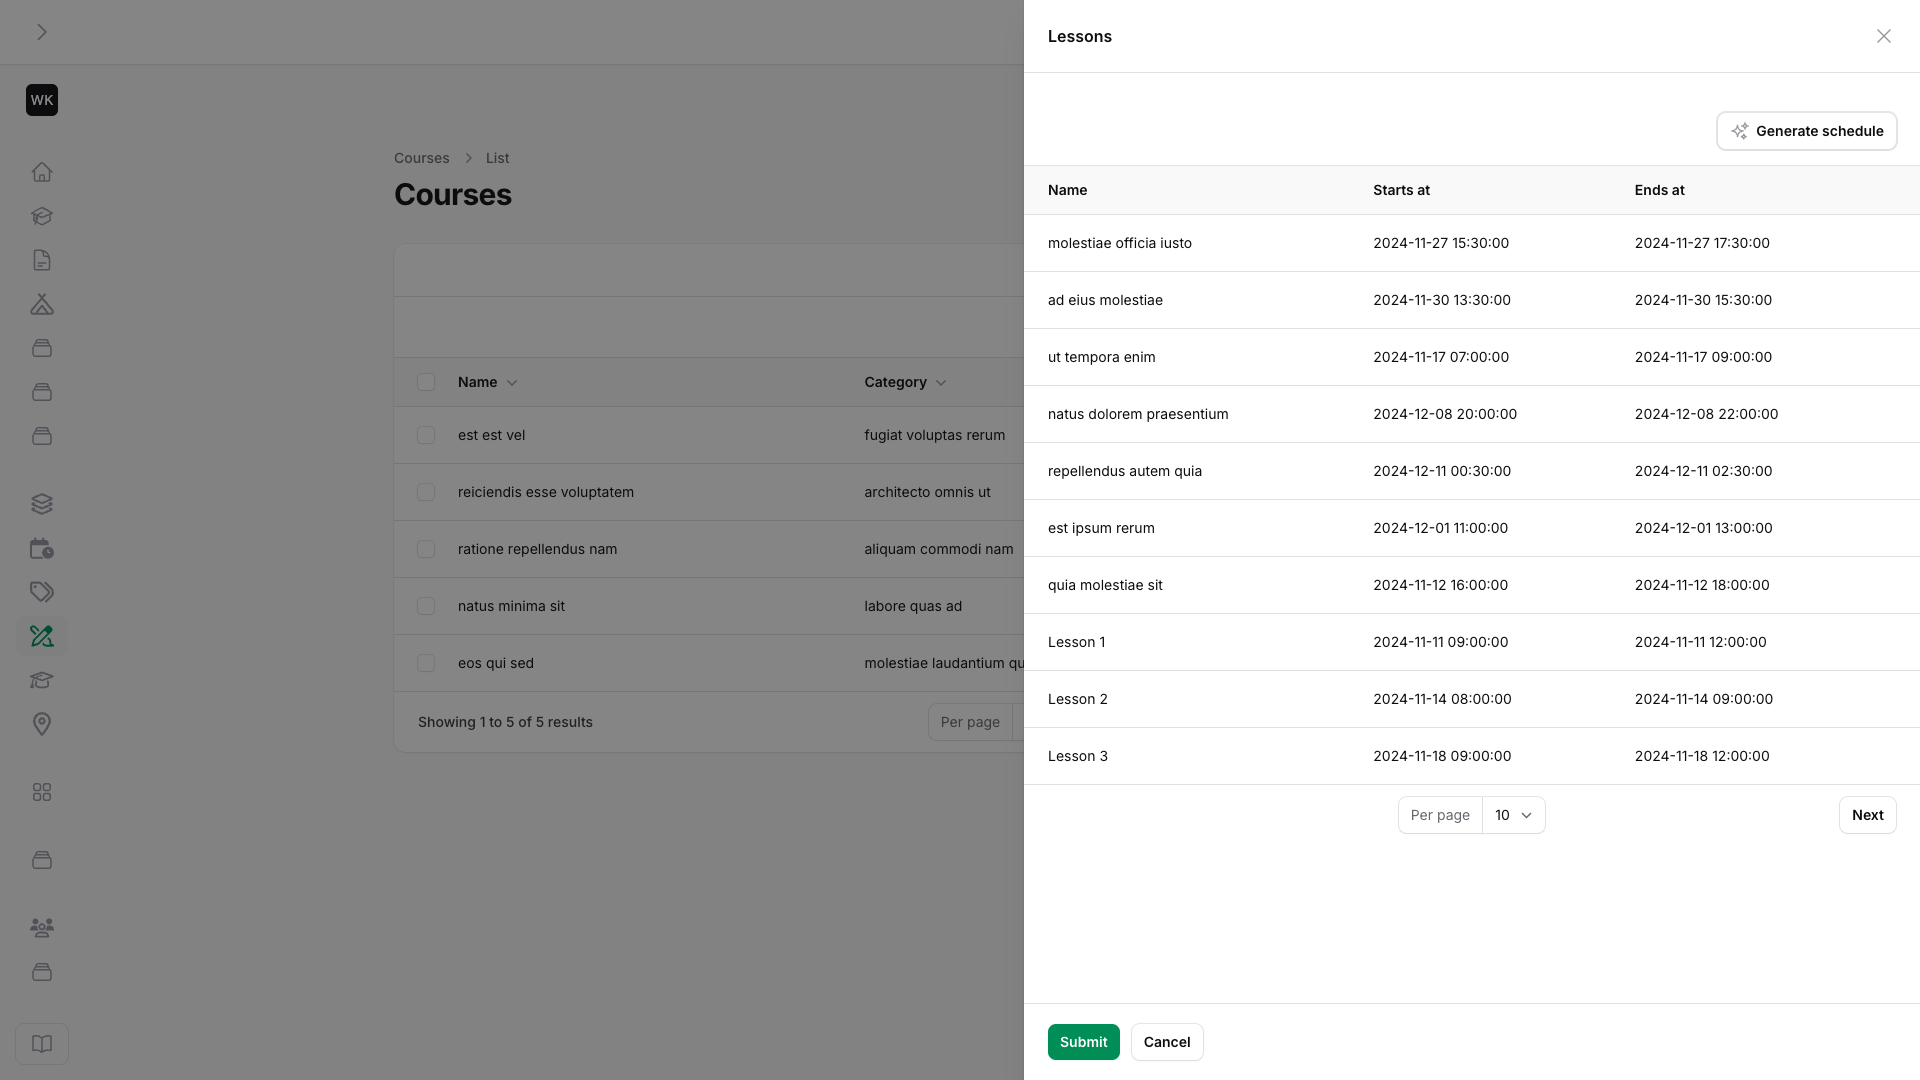 WK
Courses
List
Courses
Name
Category
est est vel
fugiat voluptas rerum
reiciendis esse voluptatem
architecto omnis ut
ratione repellendus nam
aliquam commodi nam
natus minima sit
labore quas ad
eos qui sed
molestiae laudantium
Showing 1 to 5 of 5 results
Per page
Lessons
Generate schedule
Name Starts at Ends at
molestiae officia iusto 2024-11-27 15:30:00 2024-11-27 17:30:00
ad eius molestiae 2024-11-30 13:30:00 2024-11-30 15:30:00
ut tempora enim 2024-11-17 07:00:00 2024-11-17 09:00:00
natus dolorem praesentium 2024-12-08 20:00:00 2024-12-08 22:00:00
repellendus autem quia 2024-12-11 00:30:00 2024-12-11 02:30:00
est ipsum rerum 2024-12-01 11:00:00 2024-12-01 13:00:00
quia molestiae sit 2024-11-12 16:00:00 2024-11-12 18:00:00
Lesson 1 2024-11-11 09:00:00 2024-11-11 12:00:00
Lesson 2 2024-11-14 08:00:00 2024-11-14 09:00:00
Lesson 3 2024-11-18 09:00:00 2024-11-18 12:00:00
Per page 10
Next
Submit
Cancel